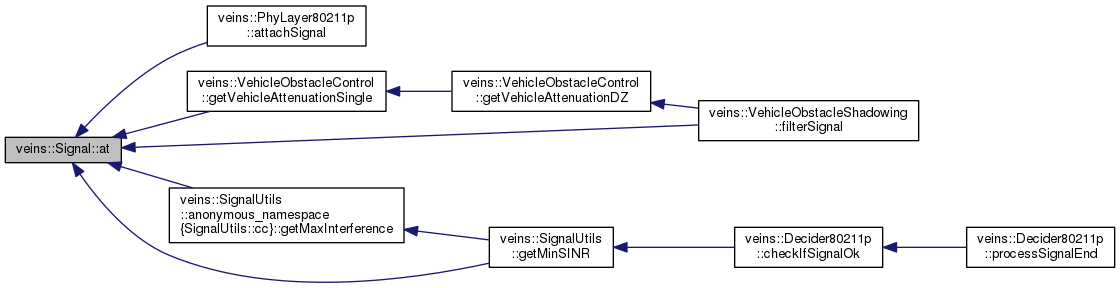 veins::PhyLayer80211p
::attachSignal
veins::VehicleObstacleControl
::getVehicleAttenuationSingle
veins::VehicleObstacleControl
::getVehicleAttenuationDZ
veins::VehicleObstacleShadowing
::filterSignal
veins::Signal::at
veins::SignalUtils
::anonymous_namespace
{SignalUtils::cc}::getMaxInterference
veins::SignalUtils
::getMinSINR
veins::Decider80211p
::checkIfSignalOk
veins::Decider80211p
::processSignalEnd